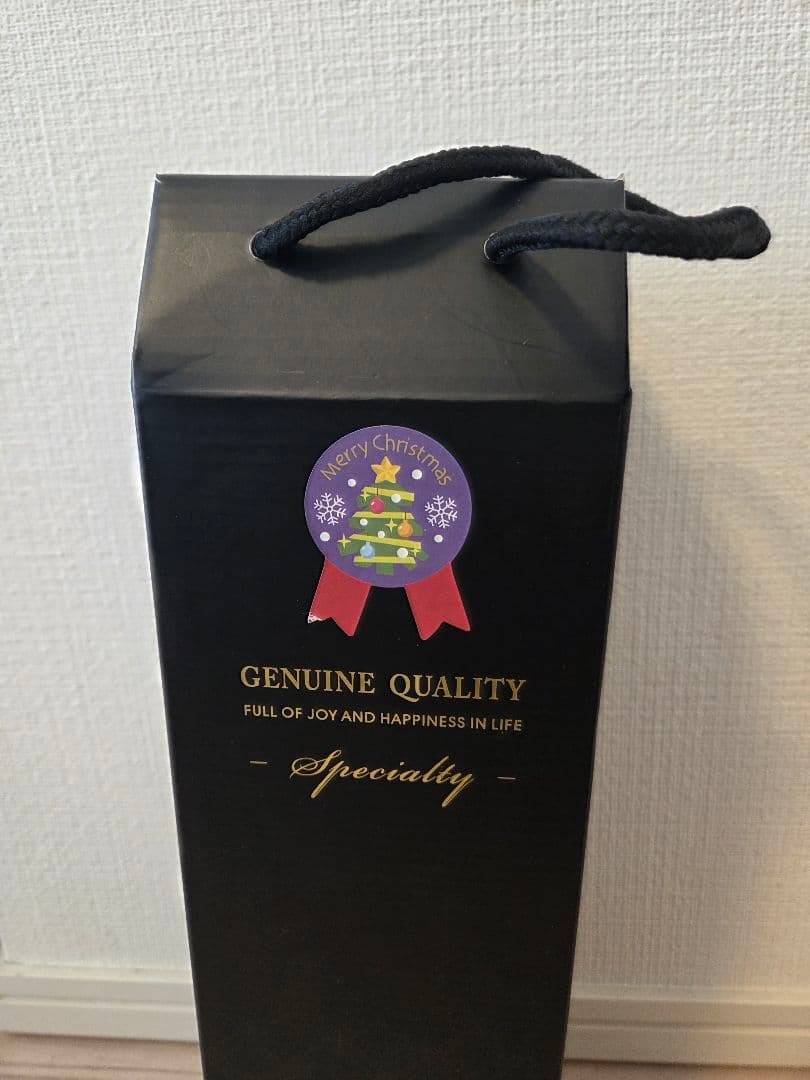 Merry Christmas
GENUINE QUALITY
FULL OF JOY AND HAPPINESS IN LIFE
- Specialty -